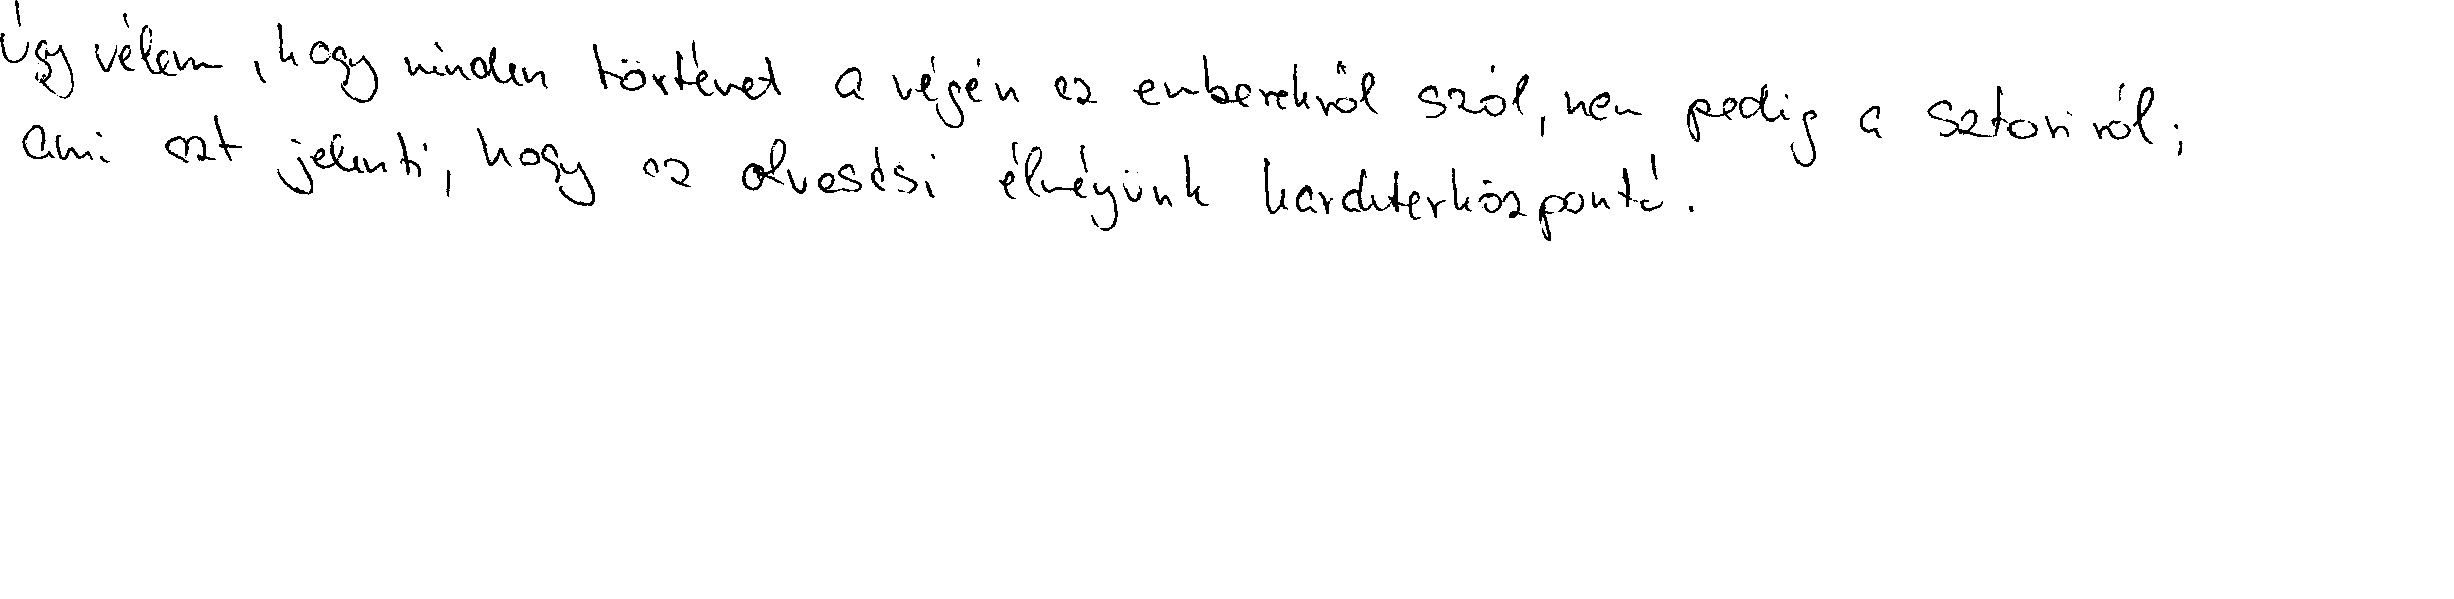 Úgy vélem, hogy minden történet a végén az emberekről szól, nem pedig a sztoriról;
ami azt jelenti, hogy az olvasási élményünk karakterközpontú.